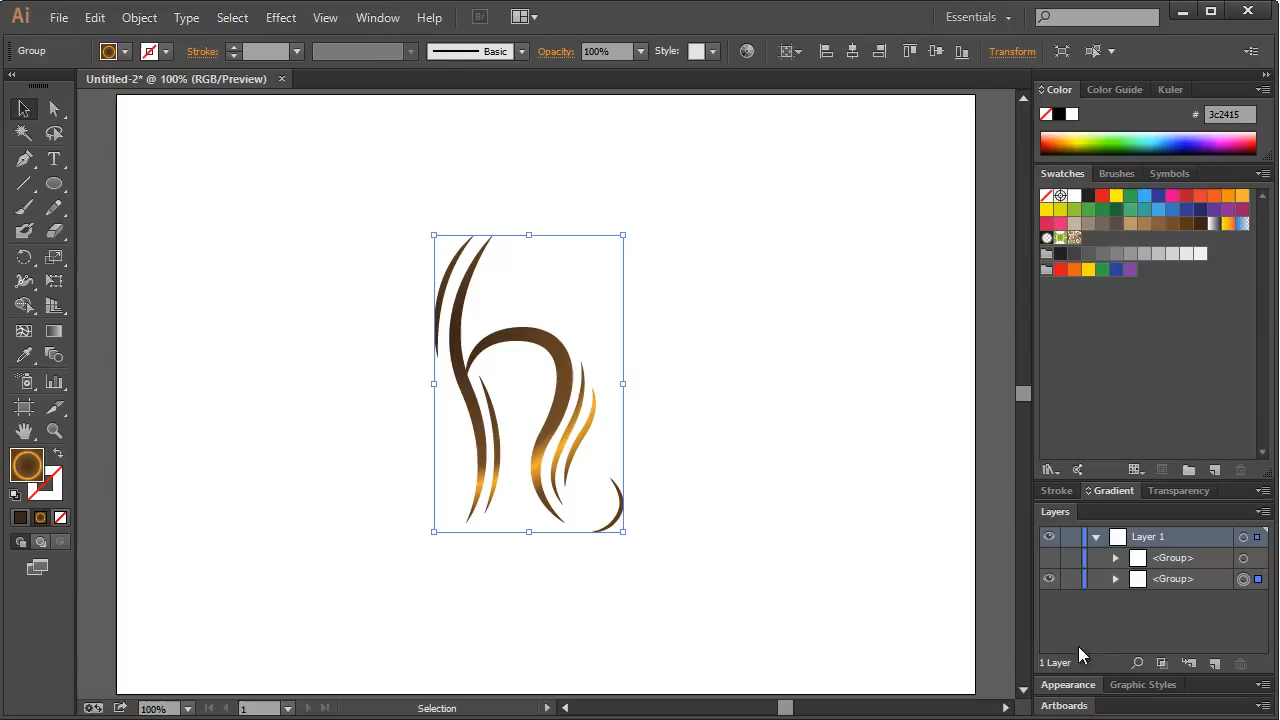 Ai File Edit Object Type Select Effect View Window Help Br Essentials
Group Stroke: Basic Opacity: 100% Style: Transform
Untitled-2* @ 100% (RGB/Preview) ×
Color Color Guide Kuler
# 3c2415
Swatches Brushes Symbols
h
Stroke Gradient Transparency
Layers
Layer 1
<Group>
<Group>
1 Layer
Appearance Graphic Styles
Artboards
100% 1 Selection